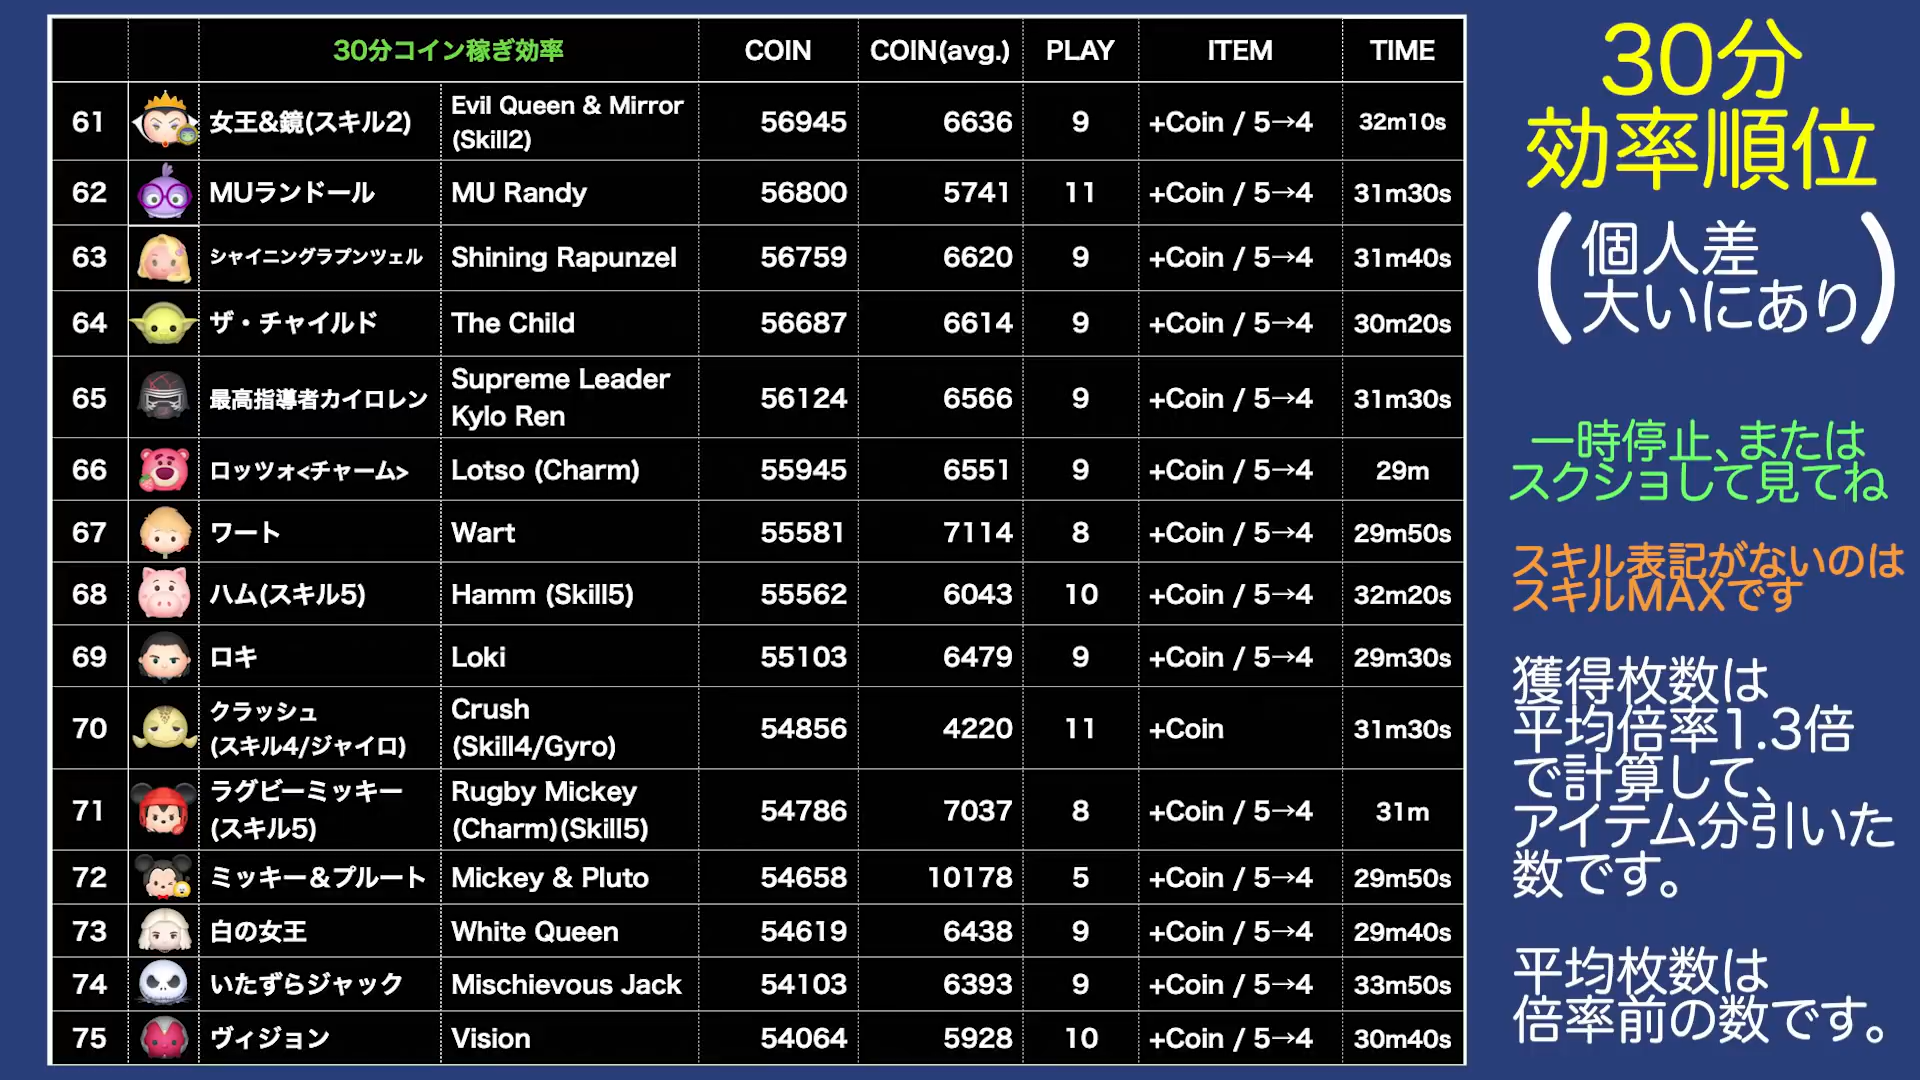 30分コイン稼ぎ効率 COIN COIN(avg.) PLAY ITEM TIME
61 女王&鏡(スキル2) Evil Queen & Mirror (Skill2) 56945 6636 9 +Coin / 5→4 32m10s
62 MUランドール MU Randy 56800 5741 11 +Coin / 5→4 31m30s
63 シャイニングラプンツェル Shining Rapunzel 56759 6620 9 +Coin / 5→4 31m40s
64 ザ・チャイルド The Child 56687 6614 9 +Coin / 5→4 30m20s
65 最高指導者カイロレン Supreme Leader Kylo Ren 56124 6566 9 +Coin / 5→4 31m30s
66 ロッツォ<チャーム> Lotso (Charm) 55945 6551 9 +Coin / 5→4 29m
67 ワート Wart 55581 7114 8 +Coin / 5→4 29m50s
68 ハム(スキル5) Hamm (Skill5) 55562 6043 10 +Coin / 5→4 32m20s
69 ロキ Loki 55103 6479 9 +Coin / 5→4 29m30s
70 クラッシュ (スキル4/ジャイロ) Crush (Skill4/Gyro) 54856 4220 11 +Coin 31m30s
71 ラグビーミッキー (スキル5) Rugby Mickey (Charm)(Skill5) 54786 7037 8 +Coin / 5→4 31m
72 ミッキー&プルート Mickey & Pluto 54658 10178 5 +Coin / 5→4 29m50s
73 白の女王 White Queen 54619 6438 9 +Coin / 5→4 29m40s
74 いたずらジャック Mischievous Jack 54103 6393 9 +Coin / 5→4 33m50s
75 ヴィジョン Vision 54064 5928 10 +Coin / 5→4 30m40s
30分
効率順位
(個人差
大いにあり)
一時停止、または
スクショして見てね
スキル表記がないのは
スキルMAXです
獲得枚数は
平均倍率1.3倍
で計算して、
アイテム分引いた
数です。
平均枚数は
倍率前の数です。